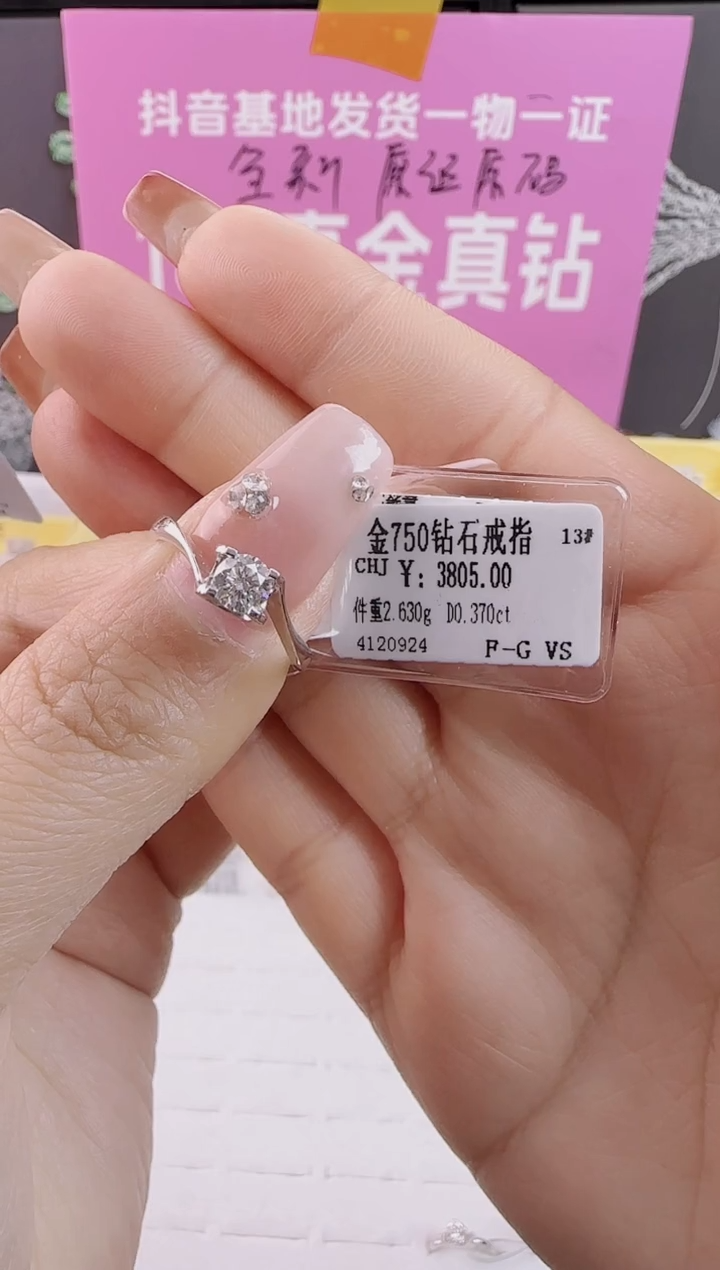 抖音基地发货一物一证
全新 原证原码
真金真钻
金750钻石戒指 13#
CHJ ¥: 3805.00
件重2.630g D0.370ct
4120924 F-G VS